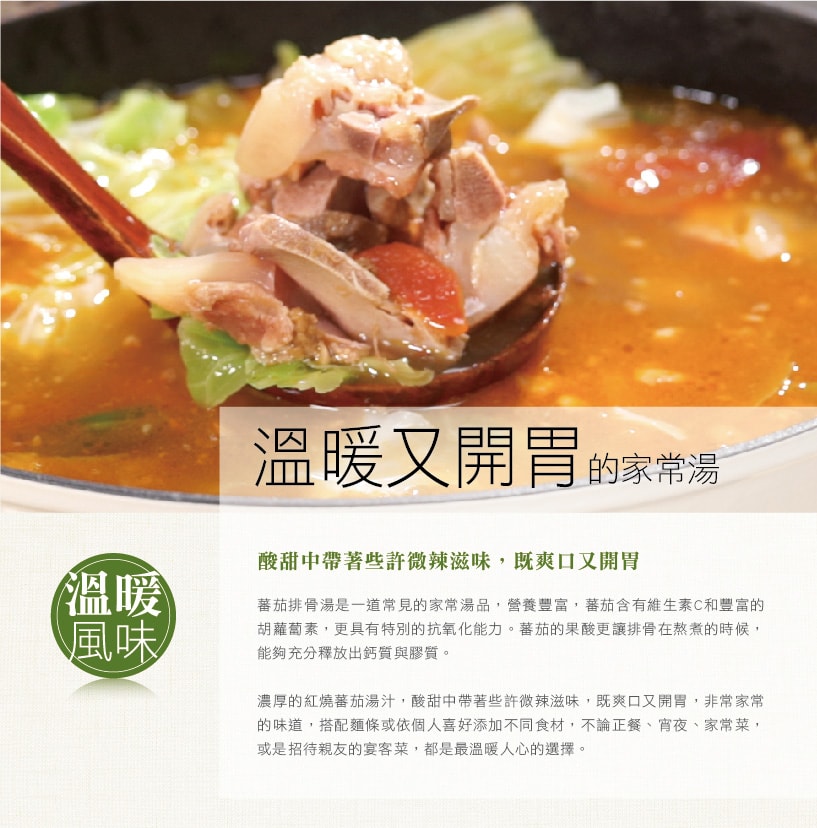 溫暖又開胃的家常湯
溫暖
風味
酸甜中帶著些許微辣滋味，既爽口又開胃
蕃茄排骨湯是一道常見的家常湯品，營養豐富，蕃茄含有維生素C和豐富的
胡蘿蔔素，更具有特別的抗氧化能力。蕃茄的果酸更讓排骨在熬煮的時候，
能夠充分釋放出鈣質與膠質。
濃厚的紅燒蕃茄湯汁，酸甜中帶著些許微辣滋味，既爽口又開胃，非常家常
的味道，搭配麵條或依個人喜好添加不同食材，不論正餐、宵夜、家常菜，
或是招待親友的宴客菜，都是最溫暖人心的選擇。